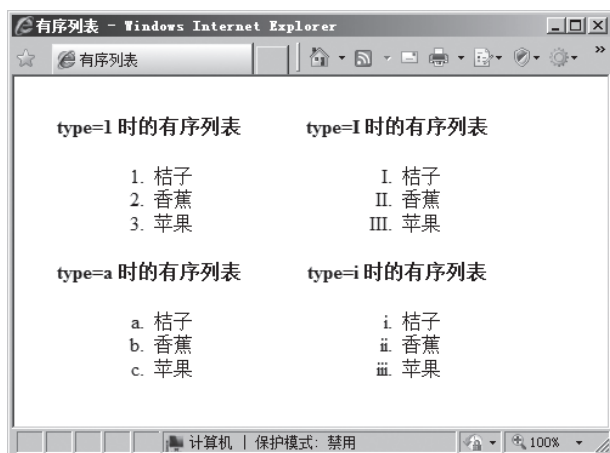 有序列表 - Windows Internet Explorer
有序列表
type=1 时的有序列表
1. 桔子
2. 香蕉
3. 苹果
type=I 时的有序列表
I. 桔子
II. 香蕉
III. 苹果
type=a 时的有序列表
a. 桔子
b. 香蕉
c. 苹果
type=i 时的有序列表
i. 桔子
ii. 香蕉
iii. 苹果
计算机 | 保护模式: 禁用
100%